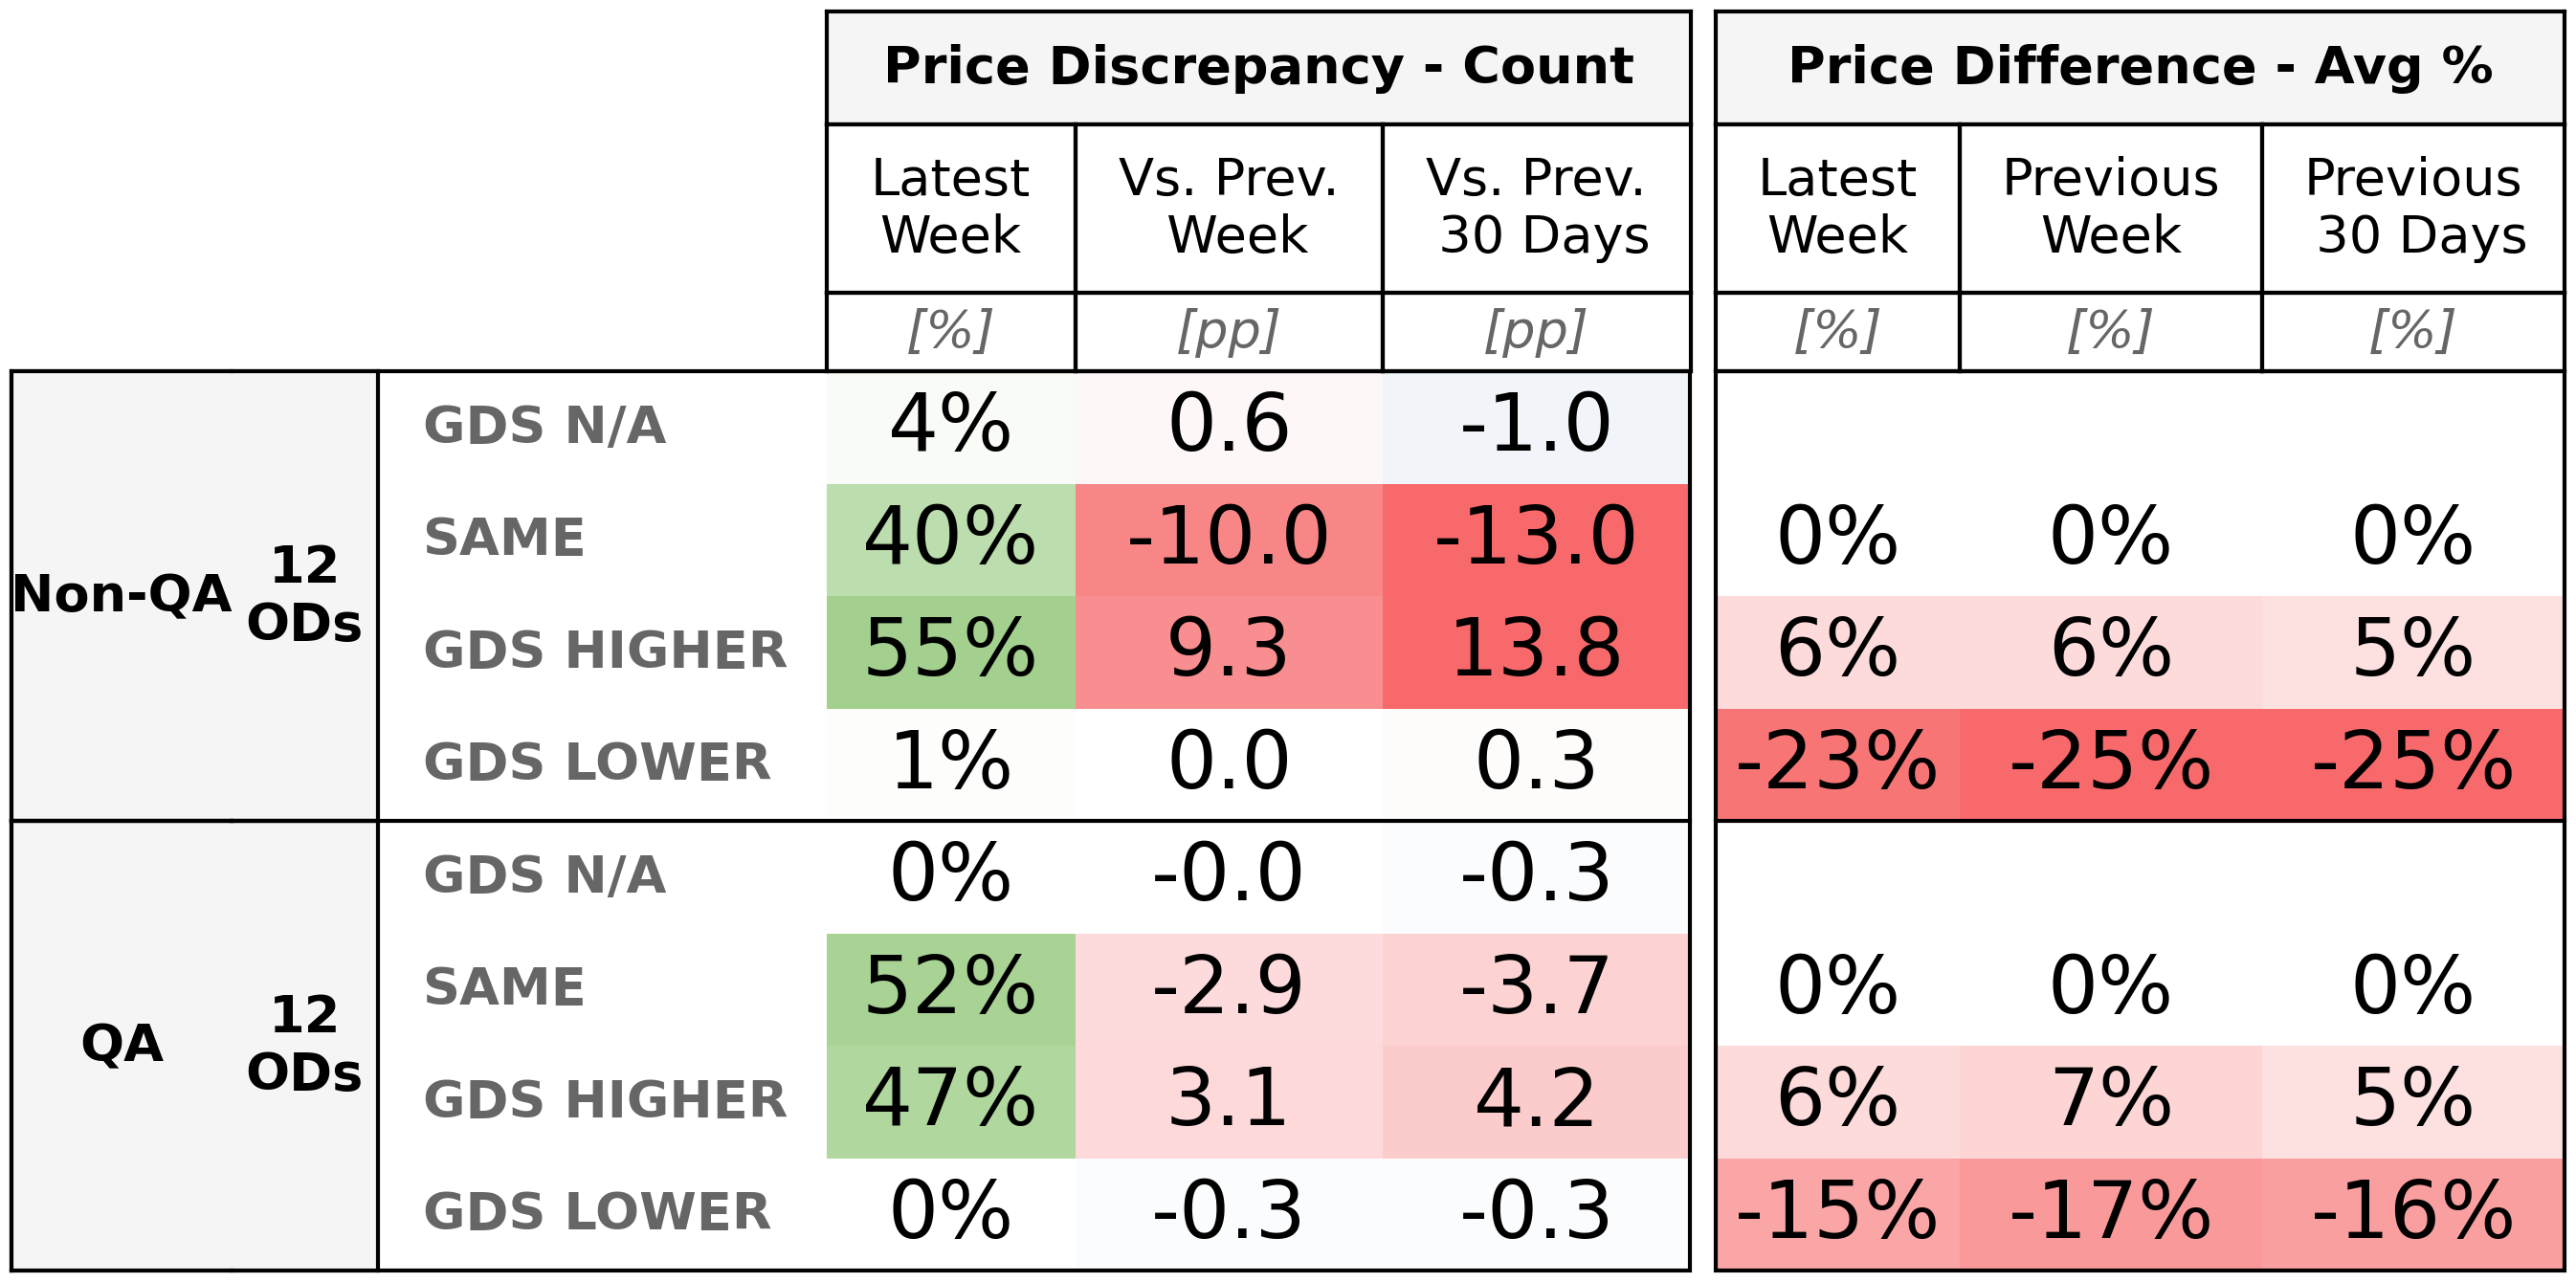 Price Discrepancy - Count
Price Difference - Avg %
Latest Week
Vs. Prev. Week
Vs. Prev. 30 Days
Latest Week
Previous Week
Previous 30 Days
[%] [pp] [pp] [%] [%] [%]
Non-QA
12 ODs
GDS N/A 4% 0.6 -1.0
SAME 40% -10.0 -13.0 0% 0% 0%
GDS HIGHER 55% 9.3 13.8 6% 6% 5%
GDS LOWER 1% 0.0 0.3 -23% -25% -25%
QA
12 ODs
GDS N/A 0% -0.0 -0.3
SAME 52% -2.9 -3.7 0% 0% 0%
GDS HIGHER 47% 3.1 4.2 6% 7% 5%
GDS LOWER 0% -0.3 -0.3 -15% -17% -16%